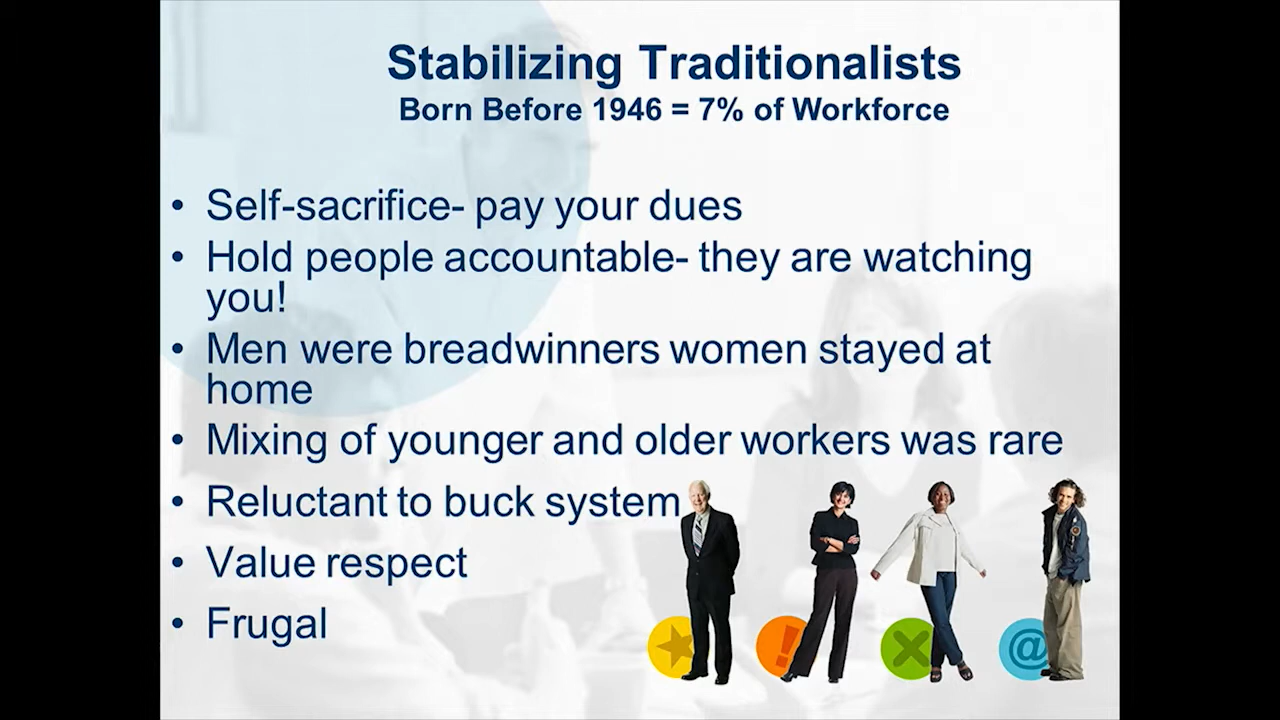 Stabilizing Traditionalists
Born Before 1946 = 7% of Workforce
• Self-sacrifice- pay your dues
• Hold people accountable- they are watching
you!
• Men were breadwinners women stayed at
home
• Mixing of younger and older workers was rare
• Reluctant to buck system
• Value respect
• Frugal
!
@